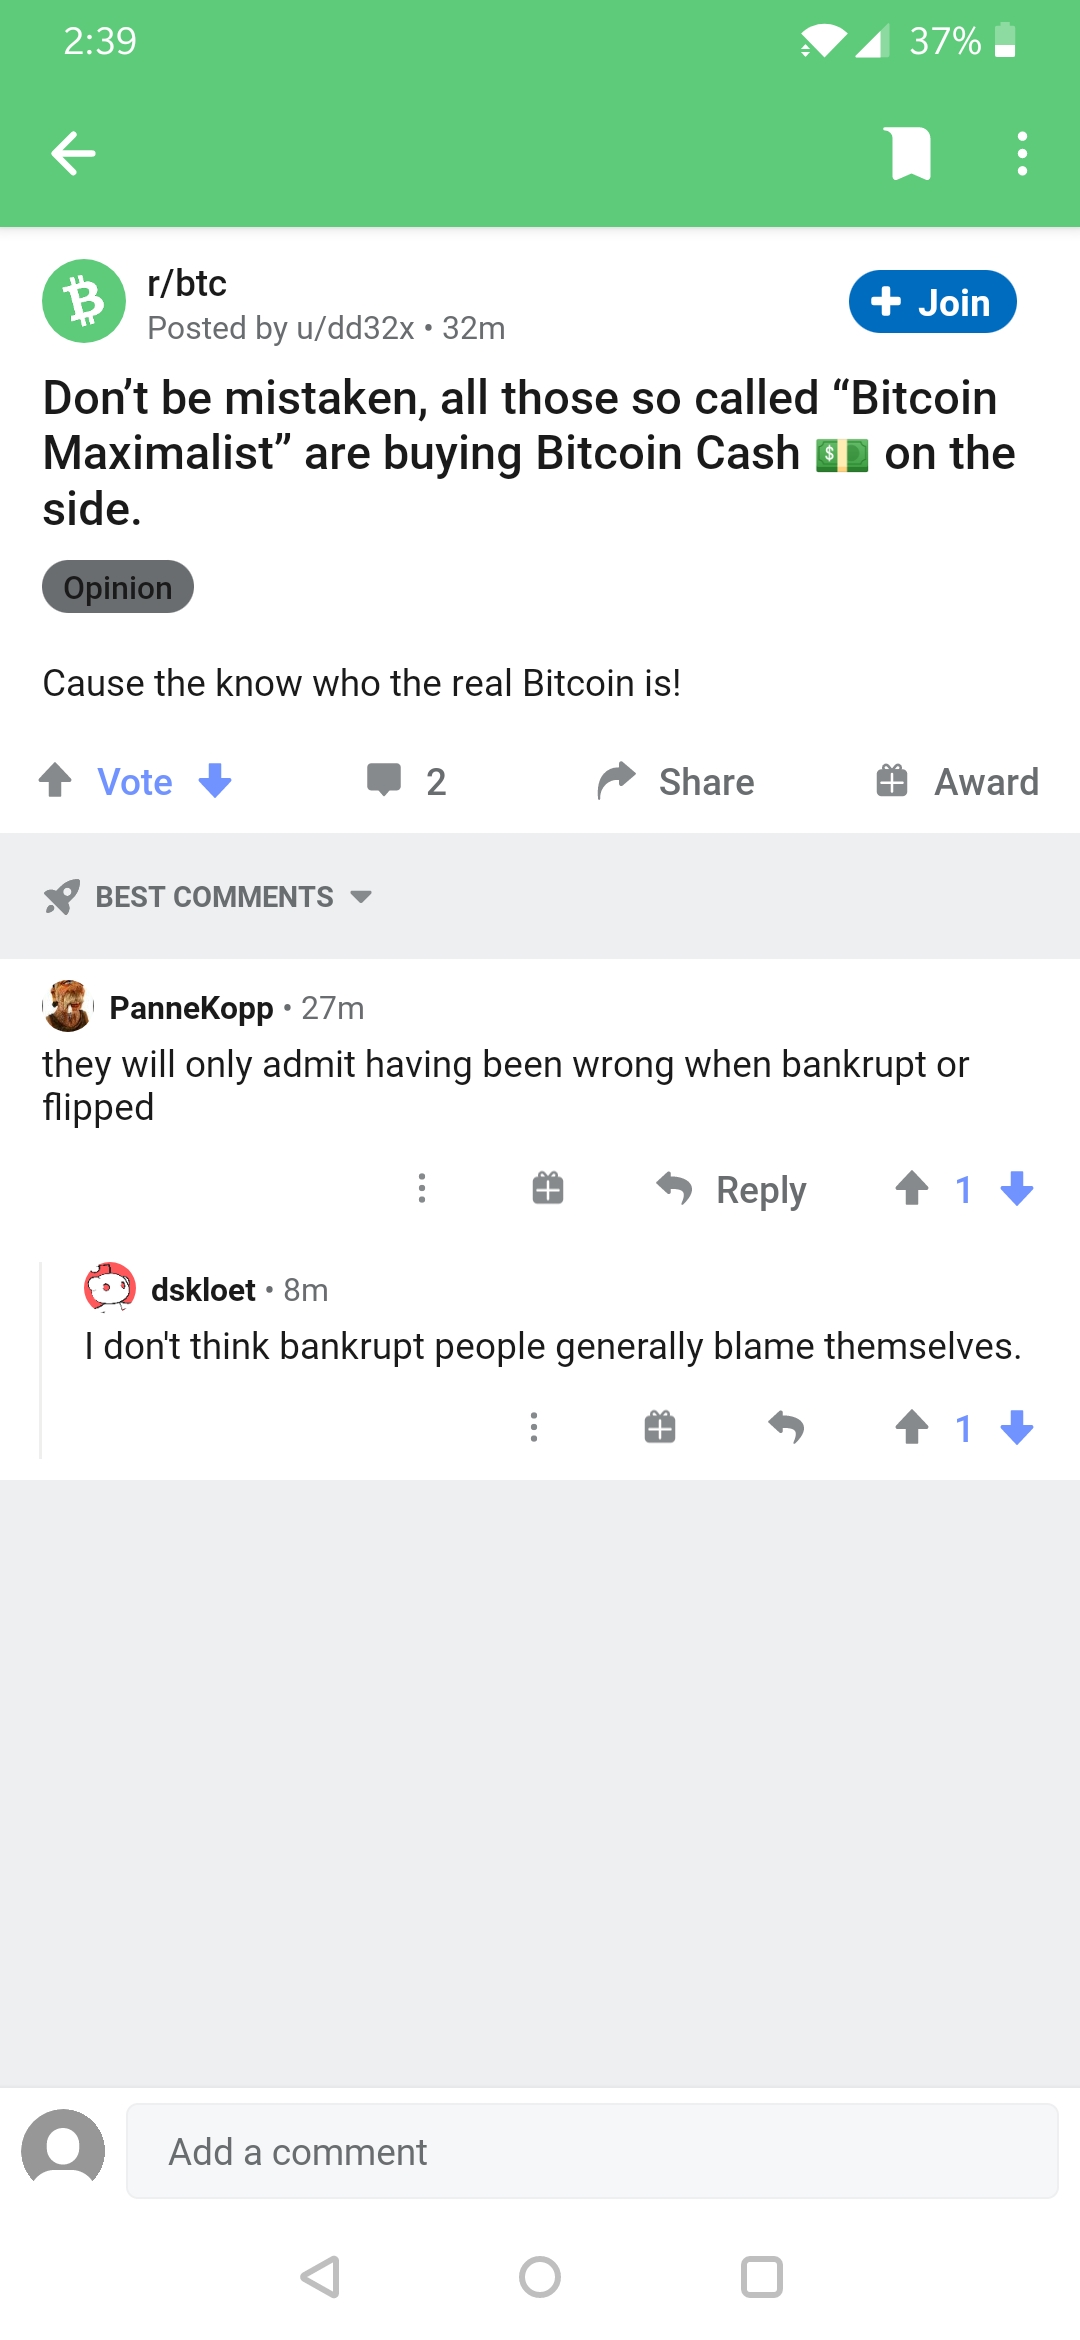 2:39
37%
r/btc
Posted by u/dd32x • 32m
+ Join
Don’t be mistaken, all those so called “Bitcoin
Maximalist” are buying Bitcoin Cash 💵 on the
side.
Opinion
Cause the know who the real Bitcoin is!
Vote
2
Share
Award
BEST COMMENTS
PanneKopp • 27m
they will only admit having been wrong when bankrupt or
flipped
Reply
1
dskloet • 8m
I don't think bankrupt people generally blame themselves.
1
Add a comment